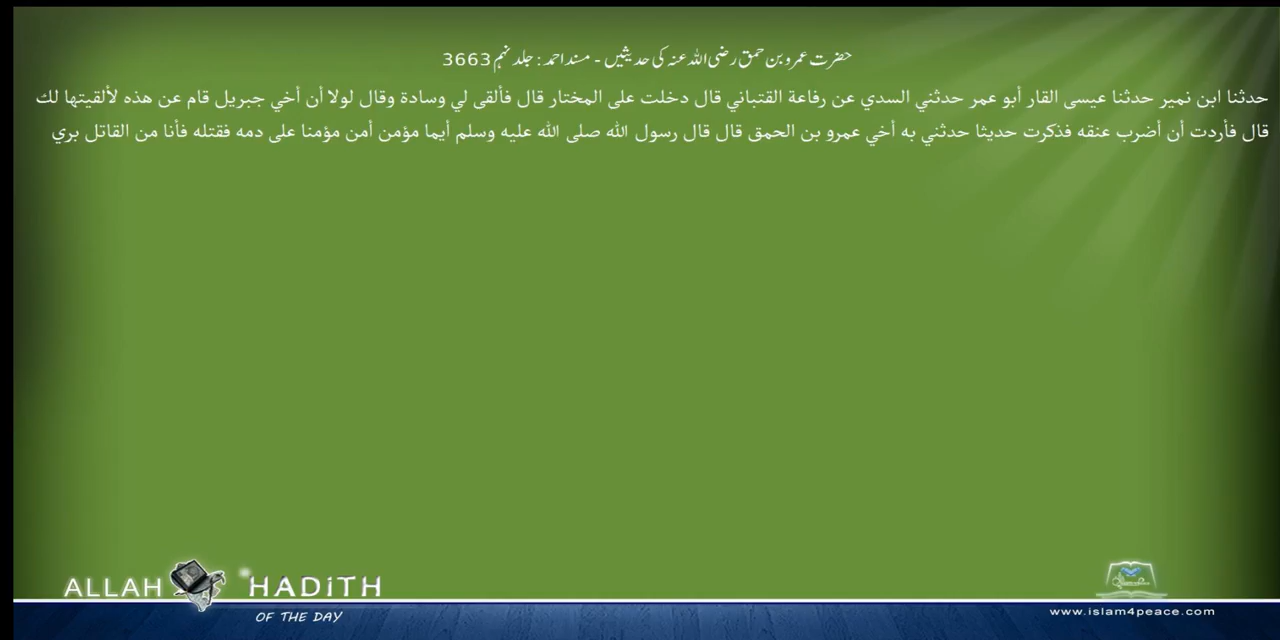 حضرت عمرو بن حمق رضی اللہ عنہ کی حدیثیں - مسند احمد : جلد نہم 3663
حدثنا ابن نمير حدثنا عيسى القار أبو عمر حدثني السدي عن رفاعة القتباني قال دخلت على المختار قال فألقى لي وسادة وقال لولا أن أخي جبريل قام عن هذه لألقيتها لك
قال فأردت أن أضرب عنقه فذكرت حديثا حدثني به أخي عمرو بن الحمق قال قال رسول الله صلى الله عليه وسلم أيما مؤمن أمن مؤمنا على دمه فقتله فأنا من القاتل بري
ALLAH HADITH
OF THE DAY
www.islam4peace.com